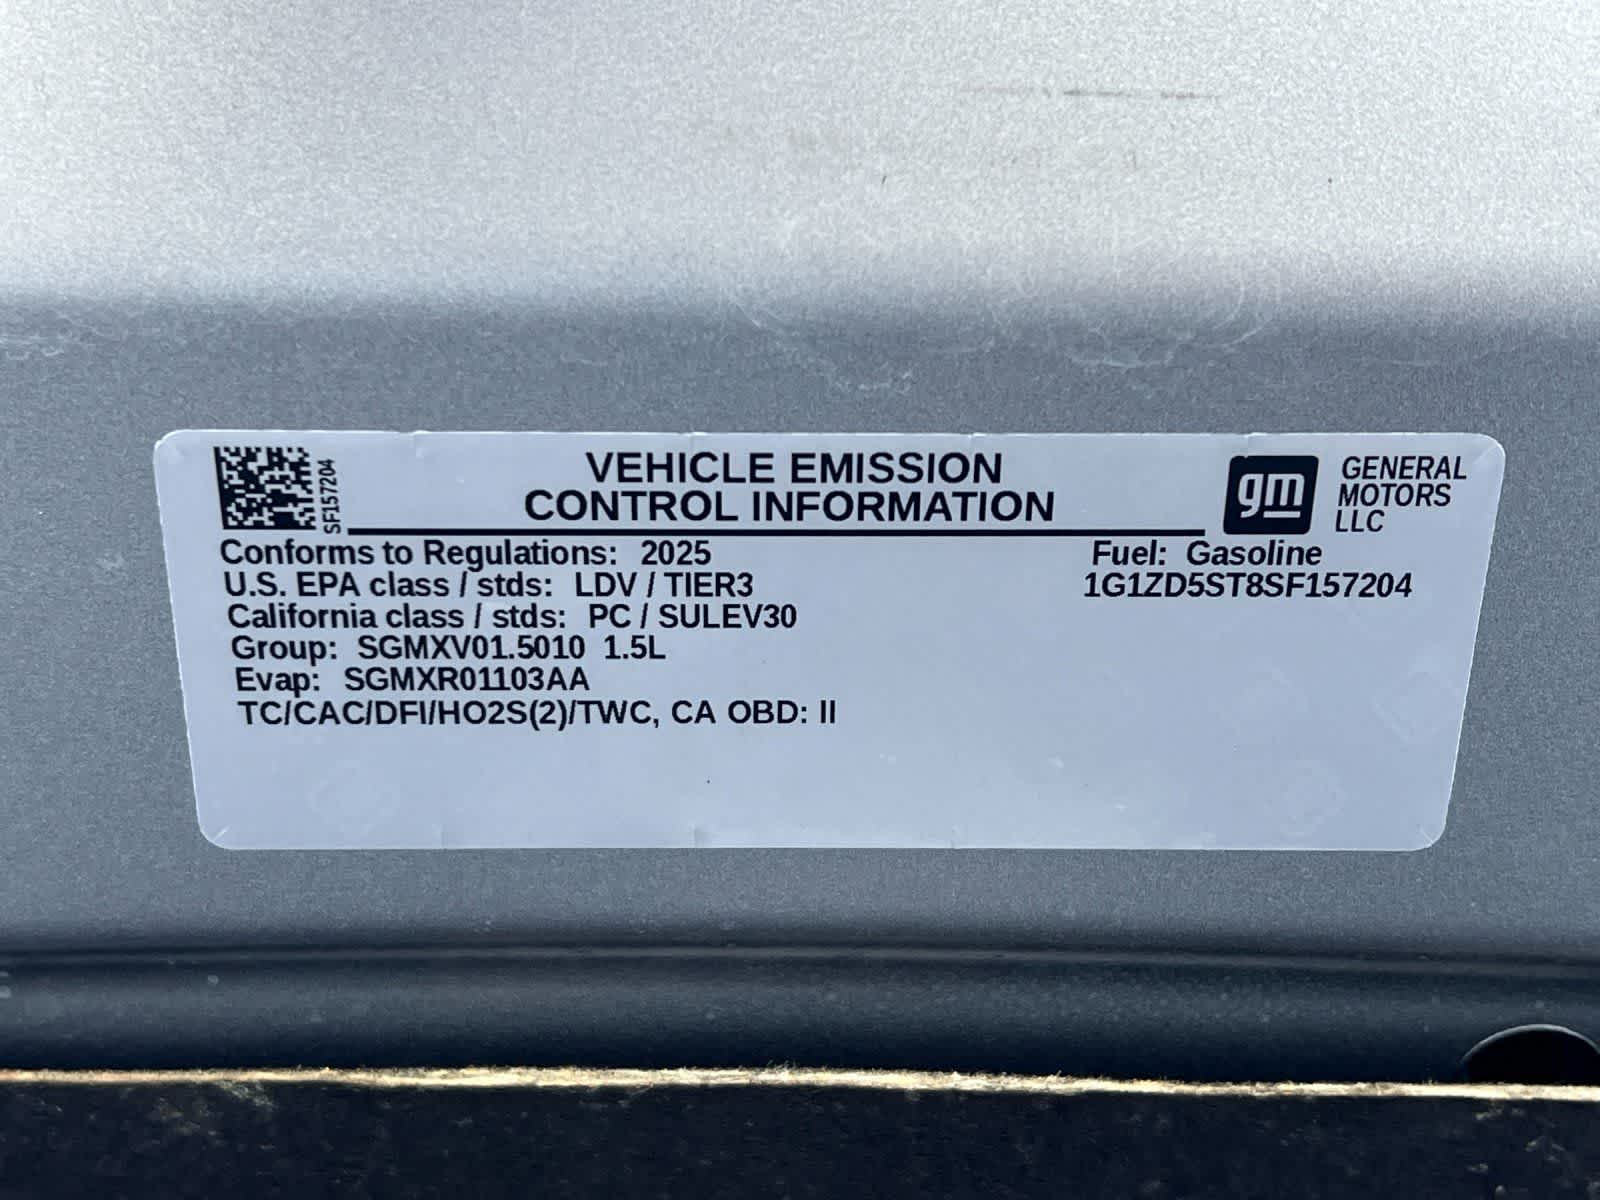 SF157204
VEHICLE EMISSION
CONTROL INFORMATION
gm
GENERAL
MOTORS
LLC
Conforms to Regulations: 2025
U.S. EPA class / stds: LDV / TIER3
California class / stds: PC / SULEV30
Group: SGMXV01.5010 1.5L
Evap: SGMXR01103AA
TC/CAC/DFI/HO2S(2)/TWC, CA OBD: II
Fuel: Gasoline
1G1ZD5ST8SF157204